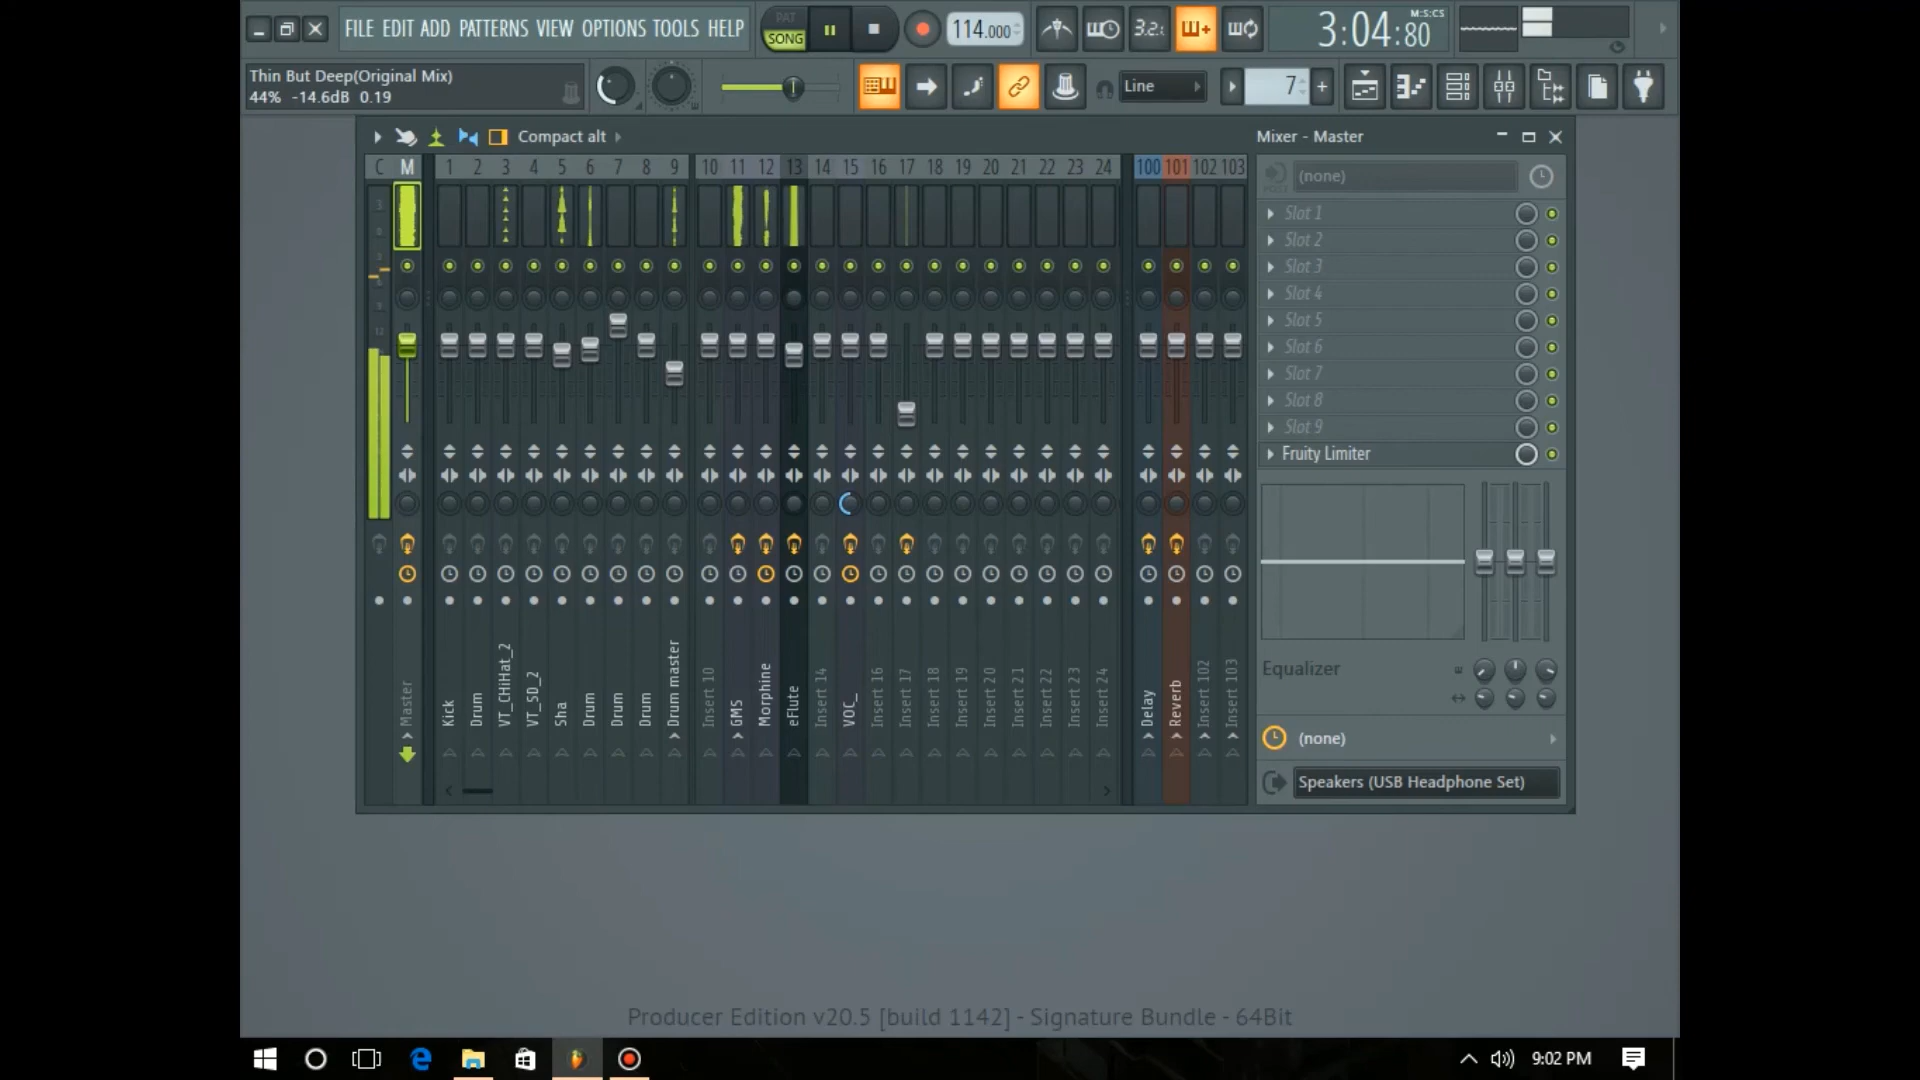 FILE EDIT ADD PATTERNS VIEW OPTIONS TOOLS HELP
PAT
SONG
114.000
3.2:
3:04:80
M:S:CS
Thin But Deep(Original Mix)
44% -14.6dB 0.19
Line
7
Compact alt
Mixer - Master
C M 1 2 3 4 5 6 7 8 9 10 11 12 13 14 15 16 17 18 19 20 21 22 23 24 100 101 102 103
POST
(none)
Slot 1
Slot 2
Slot 3
Slot 4
Slot 5
Slot 6
Slot 7
Slot 8
Slot 9
Fruity Limiter
Master
Kick
Drum
VT_CHiHat_2
VT_SD_2
Sha
Drum
Drum
Drum
Drum master
Insert 10
GMS
Morphine
eFlute
Insert 14
VOC_
Insert 16
Insert 17
Insert 18
Insert 19
Insert 20
Insert 21
Insert 22
Insert 23
Insert 24
Delay
Reverb
Insert 102
Insert 103
Equalizer
(none)
Speakers (USB Headphone Set)
Producer Edition v20.5 [build 1142] - Signature Bundle - 64Bit
9:02 PM